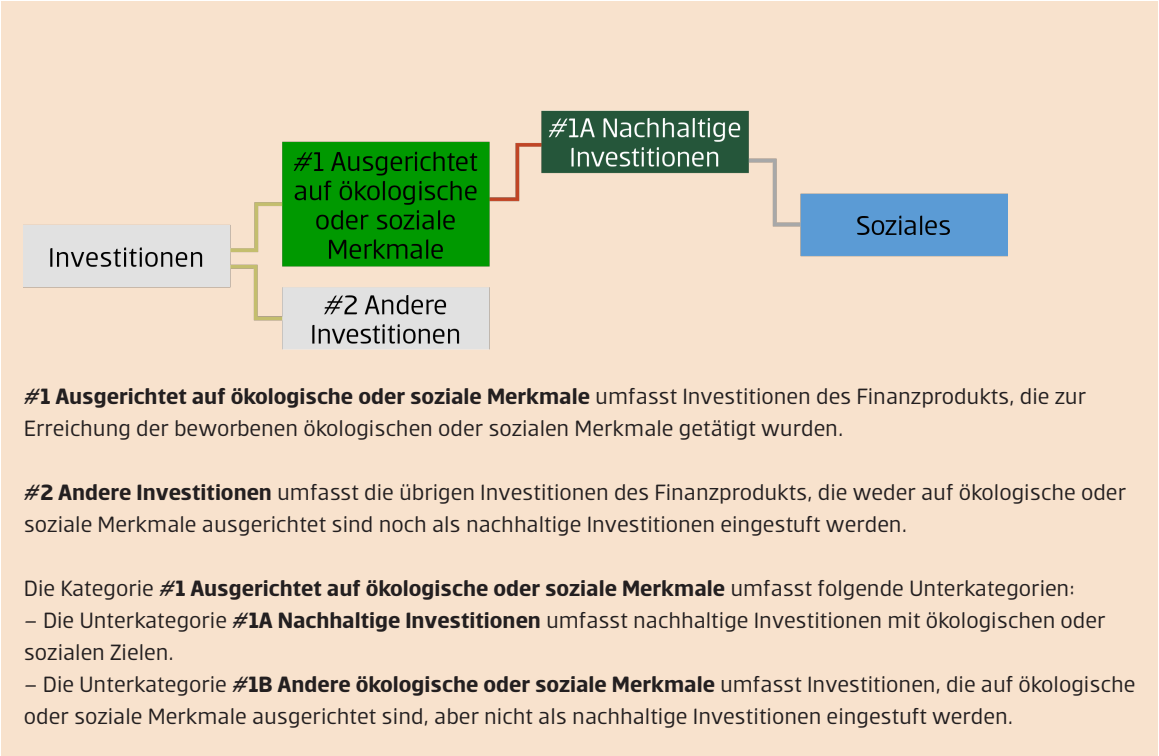 #1A Nachhaltige
Investitionen
#1 Ausgerichtet
auf ökologische
oder soziale
Merkmale
Soziales
Investitionen
#2 Andere
Investitionen
#1 Ausgerichtet auf ökologische oder soziale Merkmale umfasst Investitionen des Finanzprodukts, die zur
Erreichung der beworbenen ökologischen oder sozialen Merkmale getätigt wurden.
#2 Andere Investitionen umfasst die übrigen Investitionen des Finanzprodukts, die weder auf ökologische oder
soziale Merkmale ausgerichtet sind noch als nachhaltige Investitionen eingestuft werden.
Die Kategorie #1 Ausgerichtet auf ökologische oder soziale Merkmale umfasst folgende Unterkategorien:
– Die Unterkategorie #1A Nachhaltige Investitionen umfasst nachhaltige Investitionen mit ökologischen oder
sozialen Zielen.
– Die Unterkategorie #1B Andere ökologische oder soziale Merkmale umfasst Investitionen, die auf ökologische
oder soziale Merkmale ausgerichtet sind, aber nicht als nachhaltige Investitionen eingestuft werden.